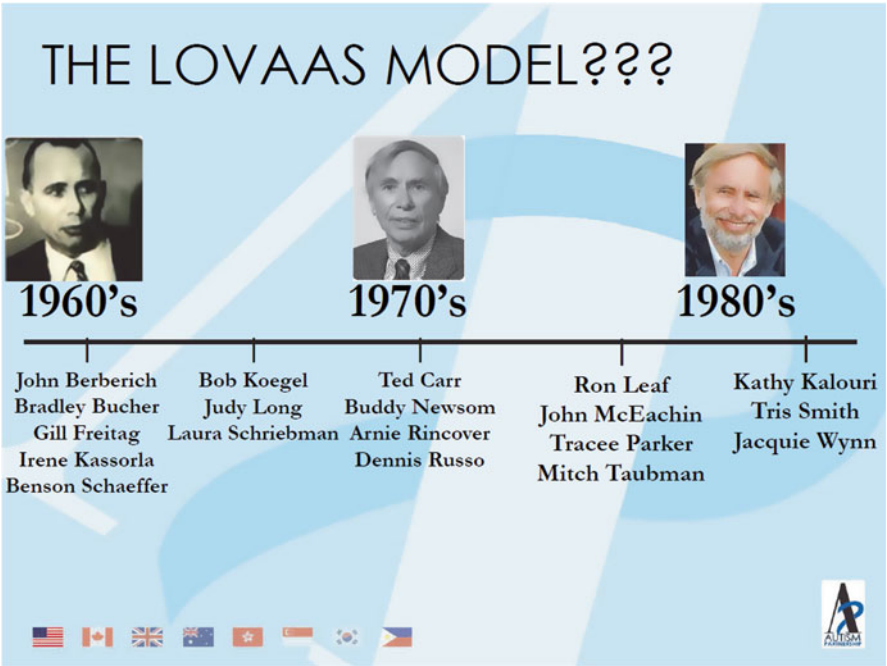 THE LOVAAS MODEL???
1960’s
1970’s
1980’s
John Berberich
Bradley Bucher
Gill Freitag
Irene Kassorla
Benson Schaeffer
Bob Koegel
Judy Long
Laura Schriebman
Ted Carr
Buddy Newsom
Arnie Rincover
Dennis Russo
Ron Leaf
John McEachin
Tracee Parker
Mitch Taubman
Kathy Kalouri
Tris Smith
Jacquie Wynn
AUTISM
PARTNERSHIP